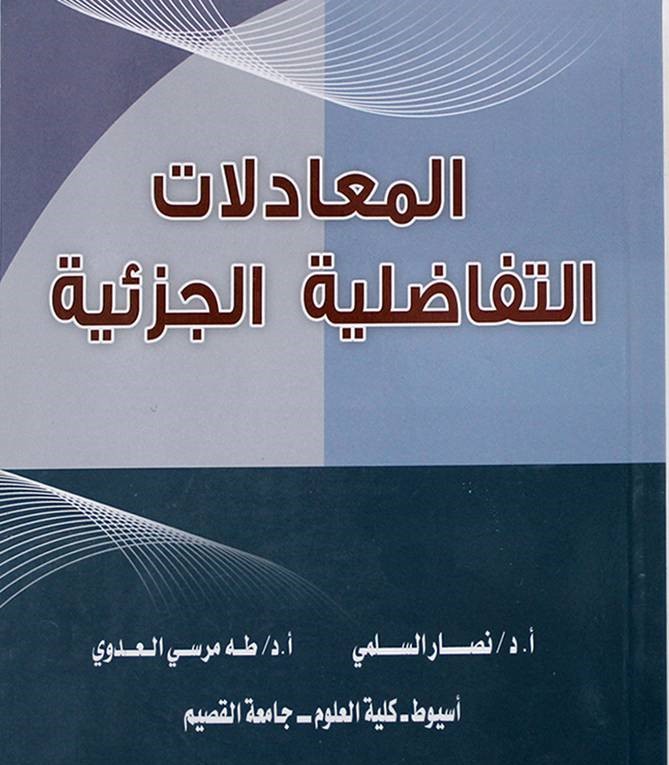 المعادلات
التفاضلية الجزئية
أ. د/ نصار السلمي أ.د/ طه مرسي العدوي
أسيوط - كلية العلوم - جامعة القصيم